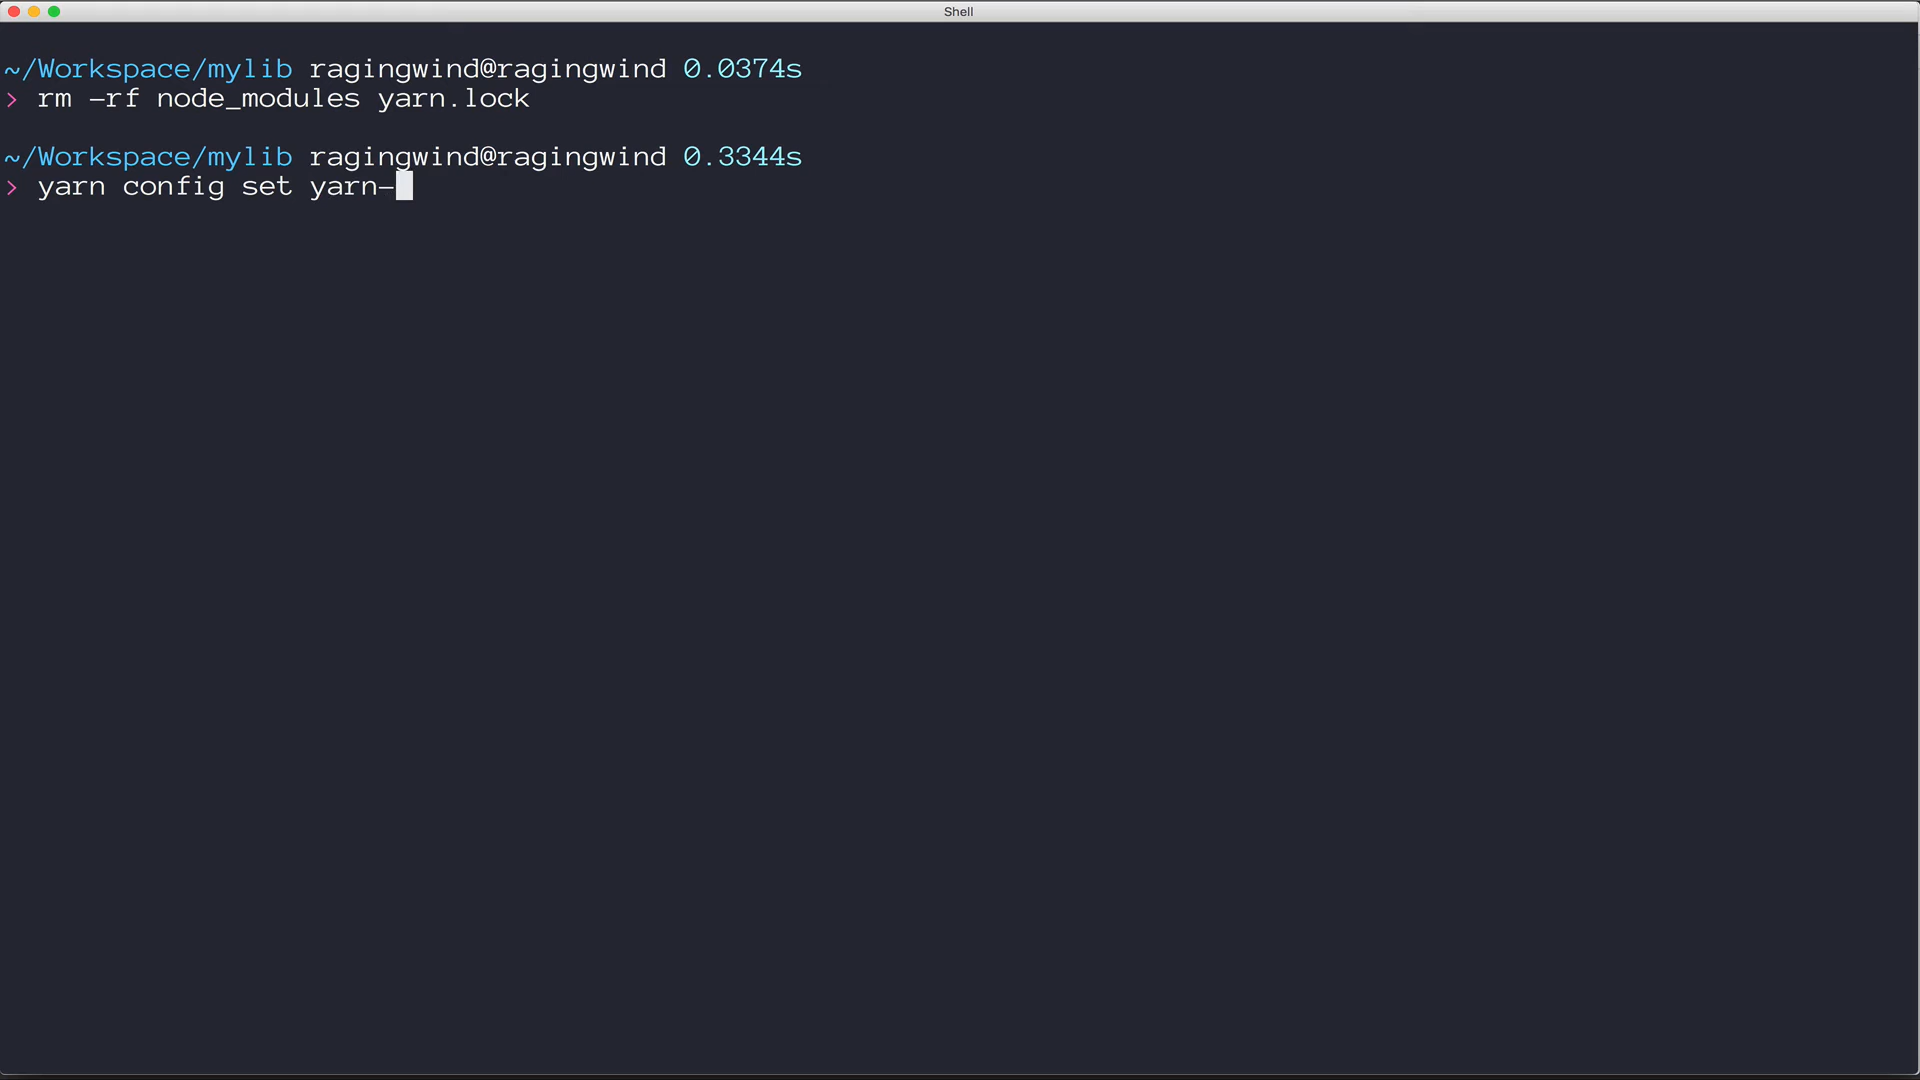 Shell
~/Workspace/mylib ragingwind@ragingwind 0.0374s
> rm -rf node_modules yarn.lock
~/Workspace/mylib ragingwind@ragingwind 0.3344s
> yarn config set yarn-